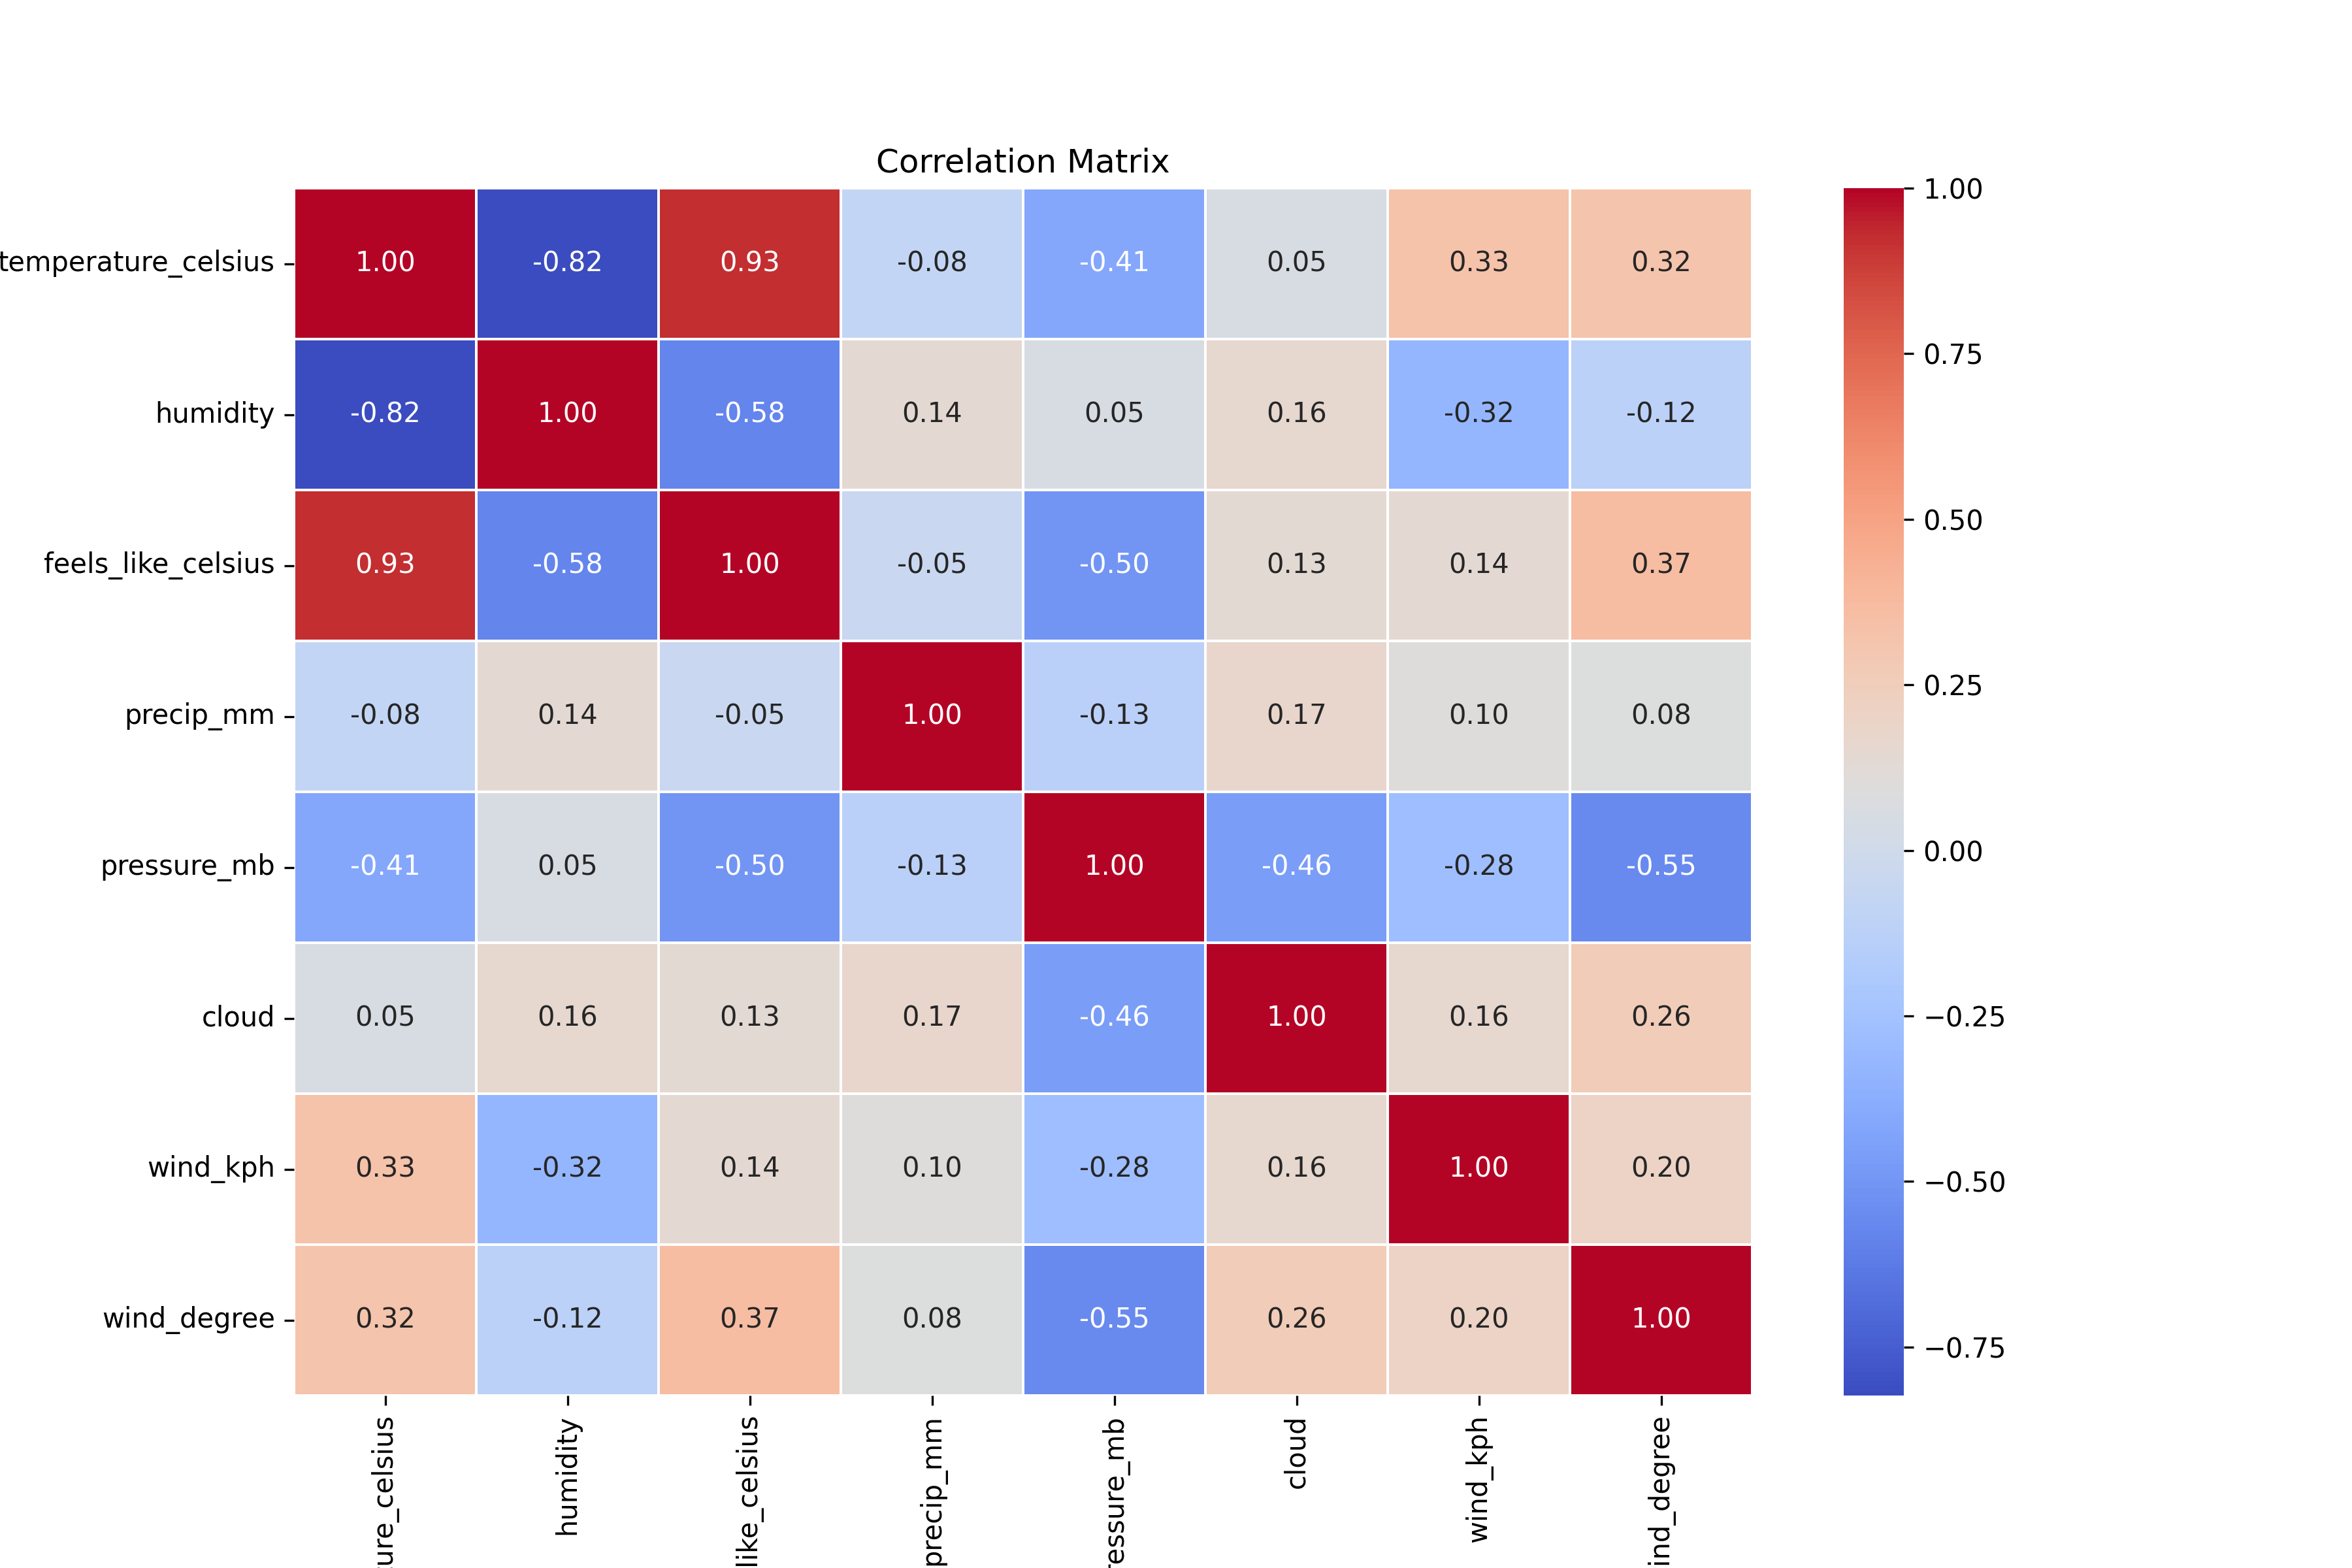 Correlation Matrix
temperature_celsius 1.00 -0.82 0.93 -0.08 -0.41 0.05 0.33 0.32
humidity -0.82 1.00 -0.58 0.14 0.05 0.16 -0.32 -0.12
feels_like_celsius 0.93 -0.58 1.00 -0.05 -0.50 0.13 0.14 0.37
precip_mm -0.08 0.14 -0.05 1.00 -0.13 0.17 0.10 0.08
pressure_mb -0.41 0.05 -0.50 -0.13 1.00 -0.46 -0.28 -0.55
cloud 0.05 0.16 0.13 0.17 -0.46 1.00 0.16 0.26
wind_kph 0.33 -0.32 0.14 0.10 -0.28 0.16 1.00 0.20
wind_degree 0.32 -0.12 0.37 0.08 -0.55 0.26 0.20 1.00
ure_celsius
humidity
like_celsius
precip_mm
ressure_mb
cloud
wind_kph
ind_degree
1.00
0.75
0.50
0.25
0.00
−0.25
−0.50
−0.75